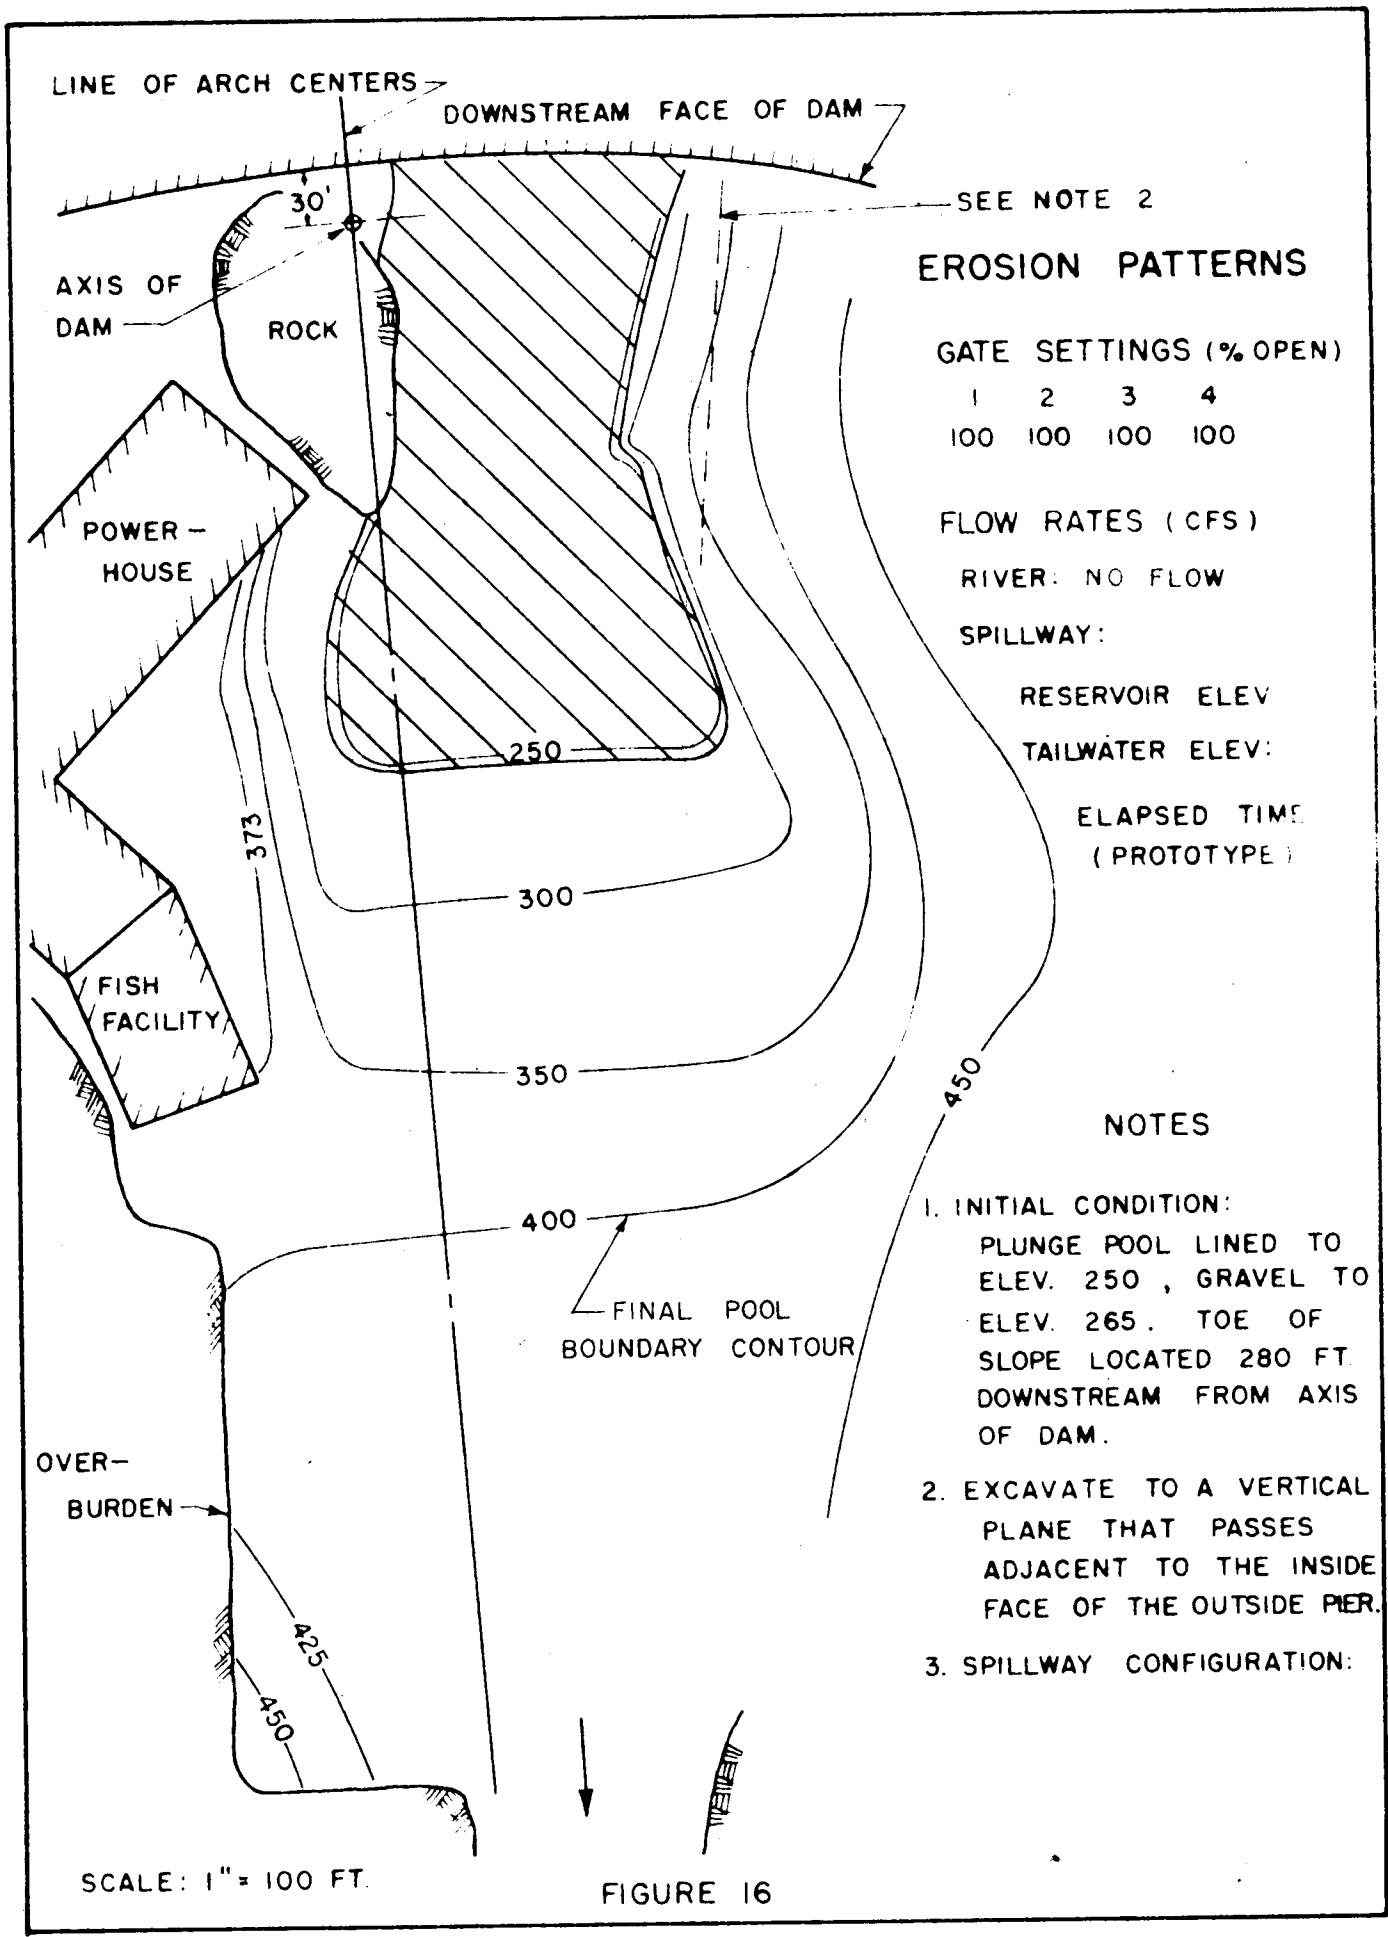 LINE OF ARCH CENTERS
DOWNSTREAM FACE OF DAM
30'
SEE NOTE 2
AXIS OF
DAM
ROCK
EROSION PATTERNS
GATE SETTINGS (% OPEN)
1 2 3 4
100 100 100 100
POWER-
HOUSE
FLOW RATES (CFS)
RIVER: NO FLOW
SPILLWAY:
RESERVOIR ELEV
TAILWATER ELEV:
ELAPSED TIME
(PROTOTYPE)
250
373
300
FISH
FACILITY
350
450
400
FINAL POOL
BOUNDARY CONTOUR
NOTES
1. INITIAL CONDITION:
PLUNGE POOL LINED TO
ELEV. 250, GRAVEL TO
ELEV. 265. TOE OF
SLOPE LOCATED 280 FT.
DOWNSTREAM FROM AXIS
OF DAM.
2. EXCAVATE TO A VERTICAL
PLANE THAT PASSES
ADJACENT TO THE INSIDE
FACE OF THE OUTSIDE PIER.
3. SPILLWAY CONFIGURATION:
OVER-
BURDEN
425
450
SCALE: 1" = 100 FT.
FIGURE 16